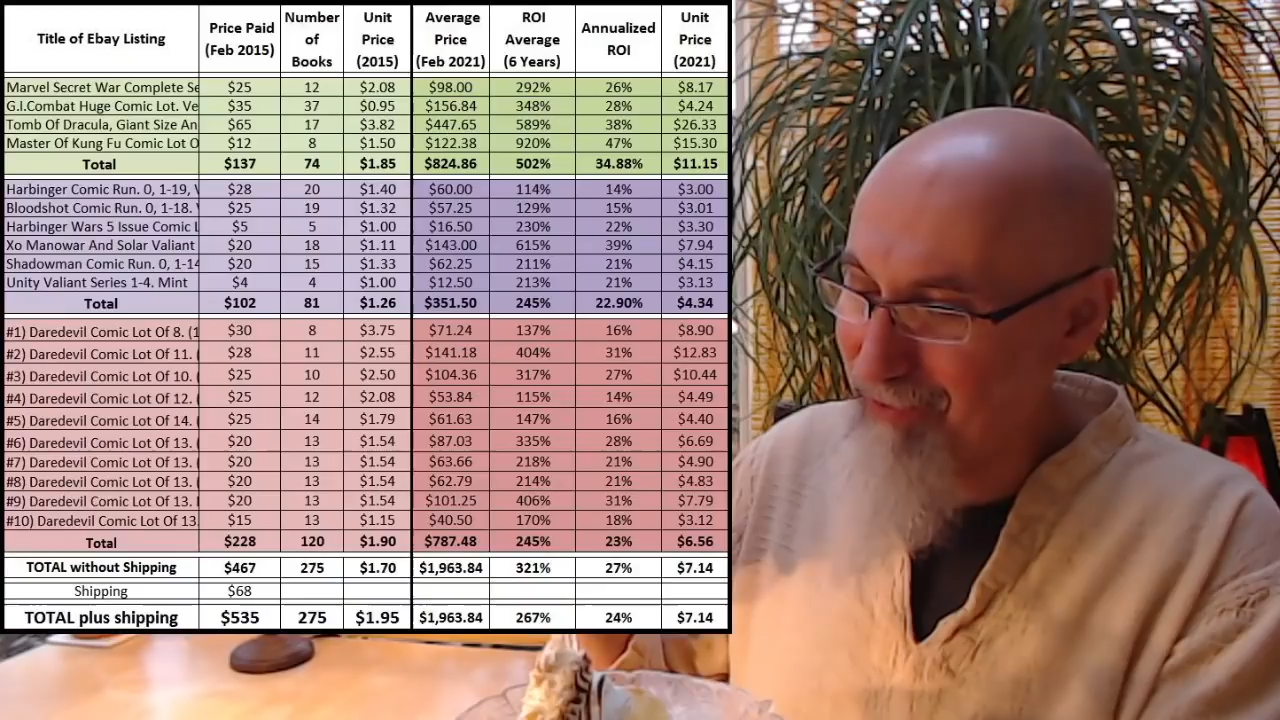 Title of Ebay Listing Price Paid (Feb 2015) Number of Books Unit Price (2015) Average Price (Feb 2021) ROI Average (6 Years) Annualized ROI Unit Price (2021)
Marvel Secret War Complete Se $25 12 $2.08 $98.00 292% 26% $8.17
G.I.Combat Huge Comic Lot. Ve $35 37 $0.95 $156.84 348% 28% $4.24
Tomb Of Dracula, Giant Size An $65 17 $3.82 $447.65 589% 38% $26.33
Master Of Kung Fu Comic Lot O $12 8 $1.50 $122.38 920% 47% $15.30
Total $137 74 $1.85 $824.86 502% 34.88% $11.15
Harbinger Comic Run. 0, 1-19, V $28 20 $1.40 $60.00 114% 14% $3.00
Bloodshot Comic Run. 0, 1-18. V $25 19 $1.32 $57.25 129% 15% $3.01
Harbinger Wars 5 Issue Comic L $5 5 $1.00 $16.50 230% 22% $3.30
Xo Manowar And Solar Valiant $20 18 $1.11 $143.00 615% 39% $7.94
Shadowman Comic Run. 0, 1-14 $20 15 $1.33 $62.25 211% 21% $4.15
Unity Valiant Series 1-4. Mint $4 4 $1.00 $12.50 213% 21% $3.13
Total $102 81 $1.26 $351.50 245% 22.90% $4.34
#1) Daredevil Comic Lot Of 8. (1 $30 8 $3.75 $71.24 137% 16% $8.90
#2) Daredevil Comic Lot Of 11. ( $28 11 $2.55 $141.18 404% 31% $12.83
#3) Daredevil Comic Lot Of 10. ( $25 10 $2.50 $104.36 317% 27% $10.44
#4) Daredevil Comic Lot Of 12. ( $25 12 $2.08 $53.84 115% 14% $4.49
#5) Daredevil Comic Lot Of 14. ( $25 14 $1.79 $61.63 147% 16% $4.40
#6) Daredevil Comic Lot Of 13. ( $20 13 $1.54 $87.03 335% 28% $6.69
#7) Daredevil Comic Lot Of 13. ( $20 13 $1.54 $63.66 218% 21% $4.90
#8) Daredevil Comic Lot Of 13. ( $20 13 $1.54 $62.79 214% 21% $4.83
#9) Daredevil Comic Lot Of 13. $20 13 $1.54 $101.25 406% 31% $7.79
#10) Daredevil Comic Lot Of 13. $15 13 $1.15 $40.50 170% 18% $3.12
Total $228 120 $1.90 $787.48 245% 23% $6.56
TOTAL without Shipping $467 275 $1.70 $1,963.84 321% 27% $7.14
Shipping $68
TOTAL plus shipping $535 275 $1.95 $1,963.84 267% 24% $7.14